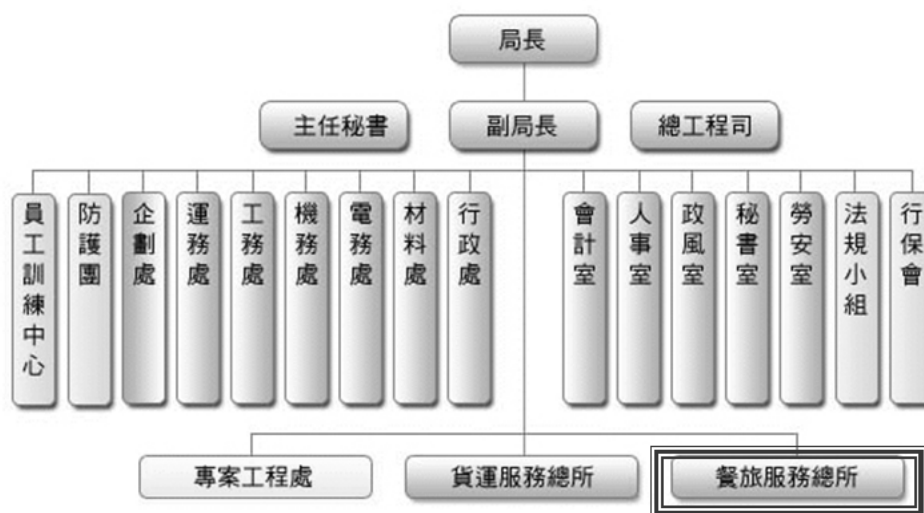 局長
主任秘書
副局長
總工程司
員工訓練中心
防護團
企劃處
運務處
工務處
機務處
電務處
材料處
行政處
會計室
人事室
政風室
秘書室
勞安室
法規小組
行保會
專案工程處
貨運服務總所
餐旅服務總所